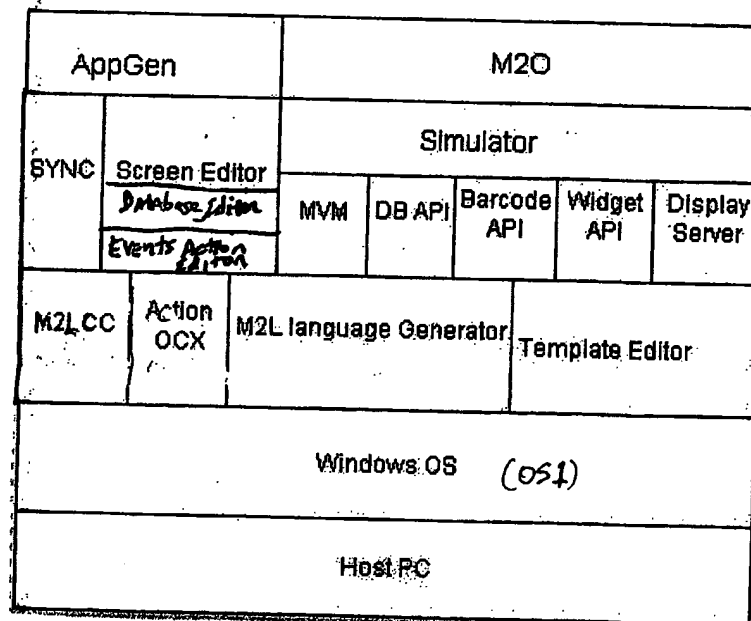 AppGen
M2O
Simulator
SYNC
Screen Editor
Database Editor
Events Action
Editor
MVM
DB API
Barcode
API
Widget
API
Display
Server
M2L CC
Action
OCX
M2L language Generator
Template Editor
Windows OS (OS1)
Host PC